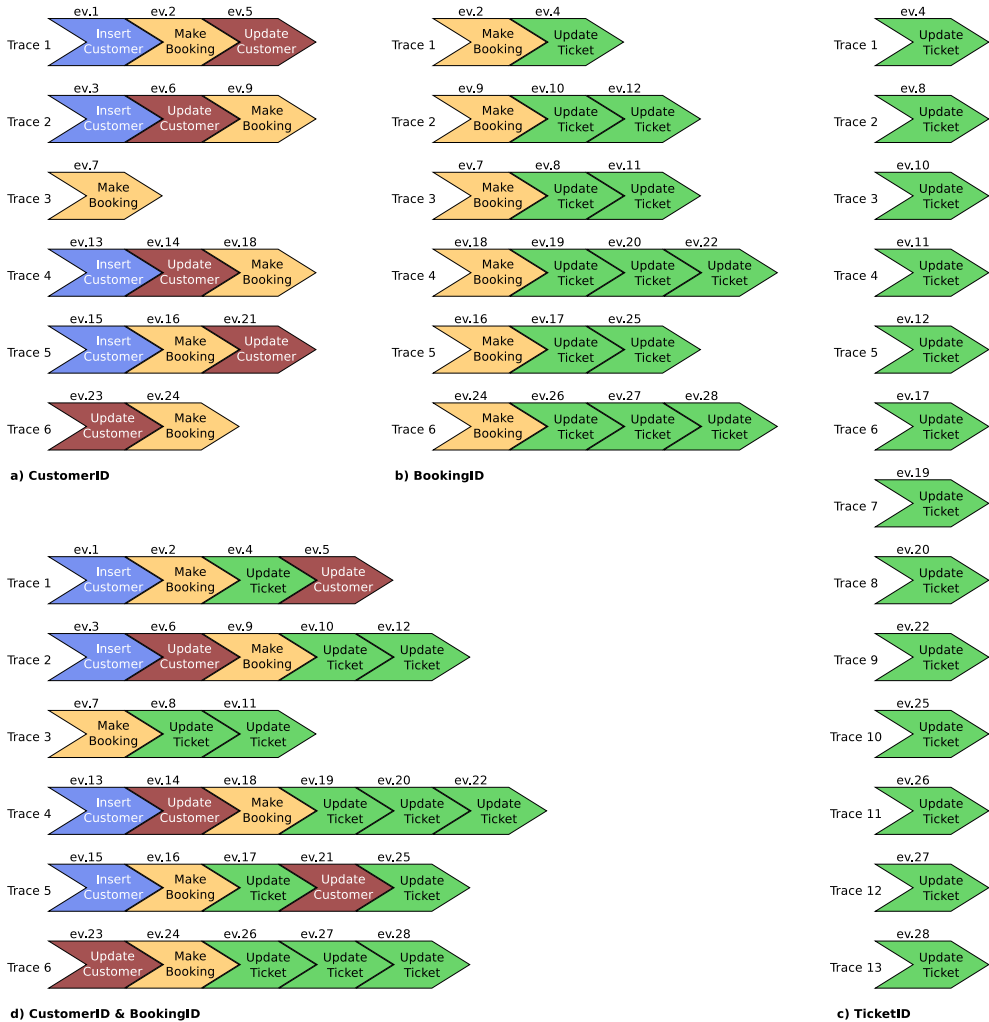 ev.1 ev.2 ev.5
Trace 1 Insert Customer Make Booking Update Customer
ev.3 ev.6 ev.9
Trace 2 Insert Customer Update Customer Make Booking
ev.7
Trace 3 Make Booking
ev.13 ev.14 ev.18
Trace 4 Insert Customer Update Customer Make Booking
ev.15 ev.16 ev.21
Trace 5 Insert Customer Make Booking Update Customer
ev.23 ev.24
Trace 6 Update Customer Make Booking
a) CustomerID
ev.2 ev.4
Trace 1 Make Booking Update Ticket
ev.9 ev.10 ev.12
Trace 2 Make Booking Update Ticket Update Ticket
ev.7 ev.8 ev.11
Trace 3 Make Booking Update Ticket Update Ticket
ev.18 ev.19 ev.20 ev.22
Trace 4 Make Booking Update Ticket Update Ticket Update Ticket
ev.16 ev.17 ev.25
Trace 5 Make Booking Update Ticket Update Ticket
ev.24 ev.26 ev.27 ev.28
Trace 6 Make Booking Update Ticket Update Ticket Update Ticket
b) BookingID
ev.4
Trace 1 Update Ticket
ev.8
Trace 2 Update Ticket
ev.10
Trace 3 Update Ticket
ev.11
Trace 4 Update Ticket
ev.12
Trace 5 Update Ticket
ev.17
Trace 6 Update Ticket
ev.19
Trace 7 Update Ticket
ev.20
Trace 8 Update Ticket
ev.22
Trace 9 Update Ticket
ev.25
Trace 10 Update Ticket
ev.26
Trace 11 Update Ticket
ev.27
Trace 12 Update Ticket
ev.28
Trace 13 Update Ticket
c) TicketID
ev.1 ev.2 ev.4 ev.5
Trace 1 Insert Customer Make Booking Update Ticket Update Customer
ev.3 ev.6 ev.9 ev.10 ev.12
Trace 2 Insert Customer Update Customer Make Booking Update Ticket Update Ticket
ev.7 ev.8 ev.11
Trace 3 Make Booking Update Ticket Update Ticket
ev.13 ev.14 ev.18 ev.19 ev.20 ev.22
Trace 4 Insert Customer Update Customer Make Booking Update Ticket Update Ticket Update Ticket
ev.15 ev.16 ev.17 ev.21 ev.25
Trace 5 Insert Customer Make Booking Update Ticket Update Customer Update Ticket
ev.23 ev.24 ev.26 ev.27 ev.28
Trace 6 Update Customer Make Booking Update Ticket Update Ticket Update Ticket
d) CustomerID & BookingID